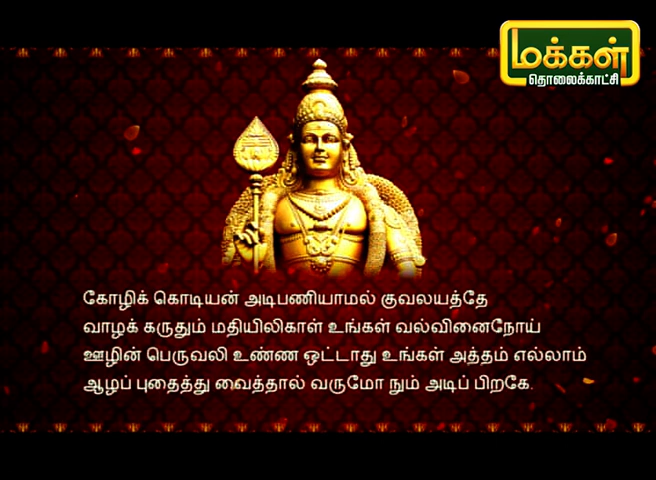 மக்கள்
தொலைக்காட்சி
கோழிக் கொடியன் அடிபணியாமல் குவலயத்தே
வாழக் கருதும் மதியிலிகாள் உங்கள் வல்வினைநோய்
ஊழின் பெருவலி உண்ண ஒட்டாது உங்கள் அத்தம் எல்லாம்
ஆழப் புதைத்து வைத்தால் வருமோ நும் அடிப் பிறகே.